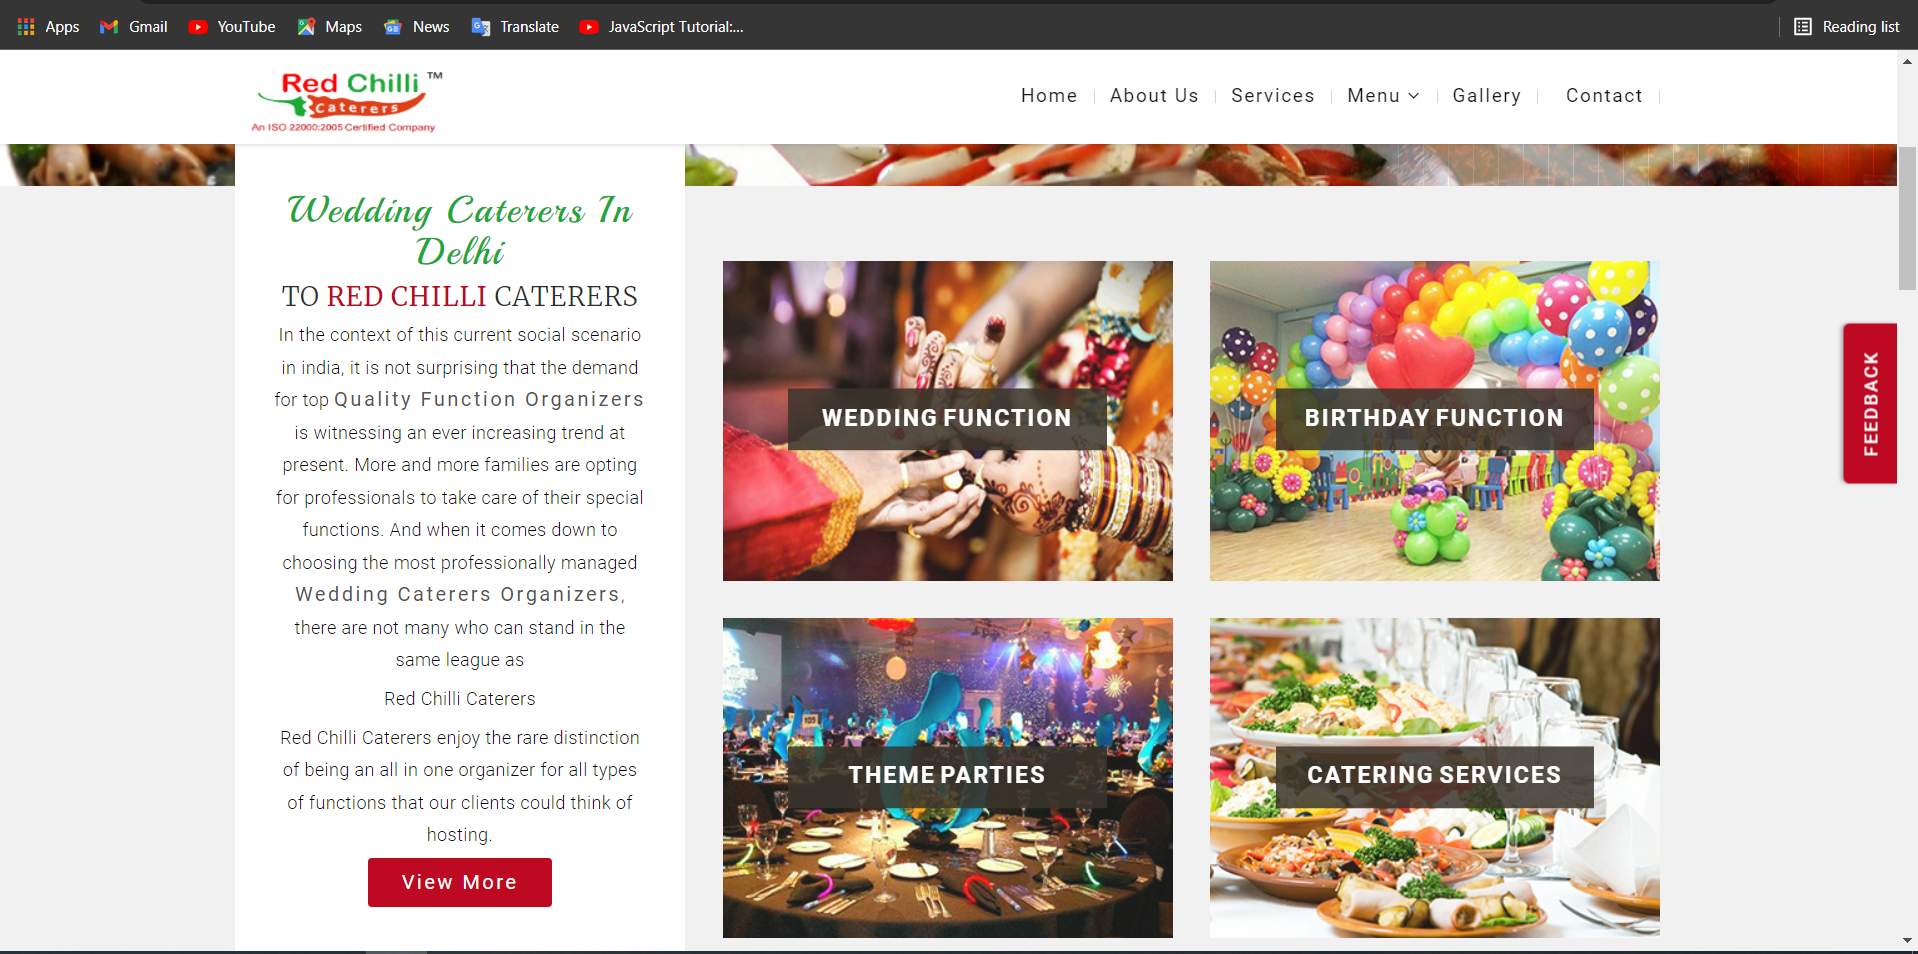 Apps Gmail YouTube Maps News Translate JavaScript Tutorial:... Reading list
Red Chilli ™
Caterers
An ISO 22000:2005 Certified Company
Home About Us Services Menu Gallery Contact
Wedding Caterers In
Delhi
TO RED CHILLI CATERERS
In the context of this current social scenario
in india, it is not surprising that the demand
for top Quality Function Organizers
is witnessing an ever increasing trend at
present. More and more families are opting
for professionals to take care of their special
functions. And when it comes down to
choosing the most professionally managed
Wedding Caterers Organizers,
there are not many who can stand in the
same league as
Red Chilli Caterers
Red Chilli Caterers enjoy the rare distinction
of being an all in one organizer for all types
of functions that our clients could think of
hosting.
View More
WEDDING FUNCTION
BIRTHDAY FUNCTION
THEME PARTIES
105
CATERING SERVICES
FEEDBACK